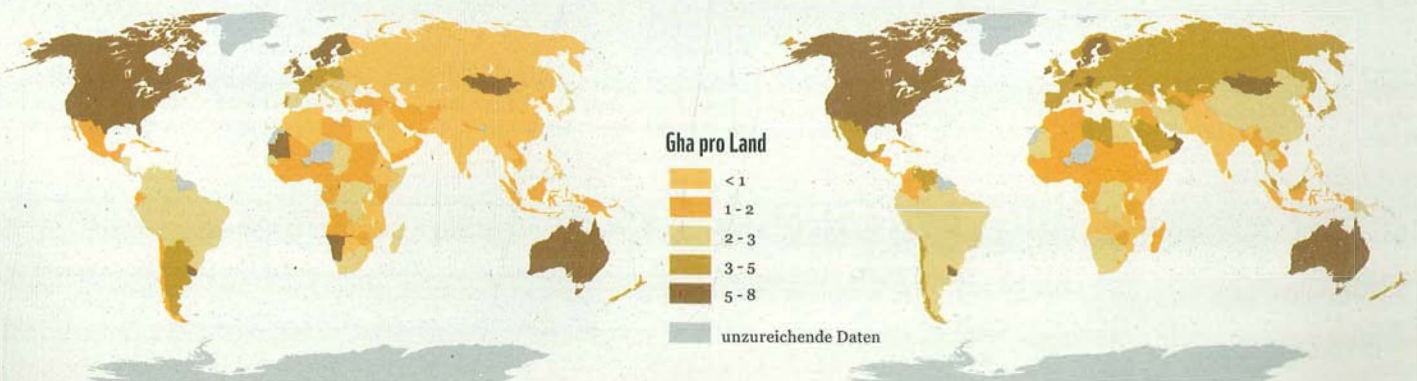 Gha pro Land
< 1
1 - 2
2 - 3
3 - 5
5 - 8
unzureichende Daten